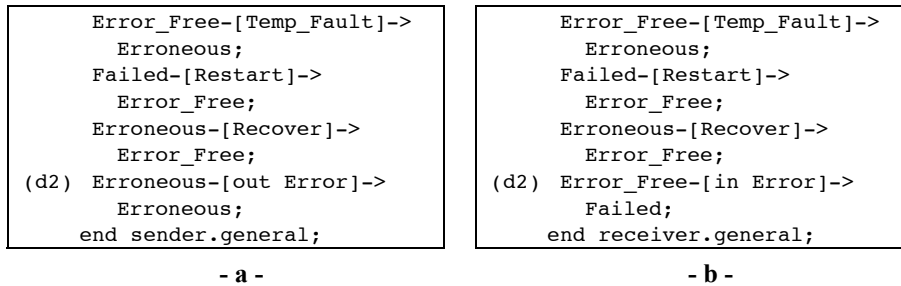 Error_Free-[Temp_Fault]->
Erroneous;
Failed-[Restart]->
Error_Free;
Erroneous-[Recover]->
Error_Free;
(d2) Erroneous-[out Error]->
Erroneous;
end sender.general;
- a -
Error_Free-[Temp_Fault]->
Erroneous;
Failed-[Restart]->
Error_Free;
Erroneous-[Recover]->
Error_Free;
(d2) Error_Free-[in Error]->
Failed;
end receiver.general;
- b -